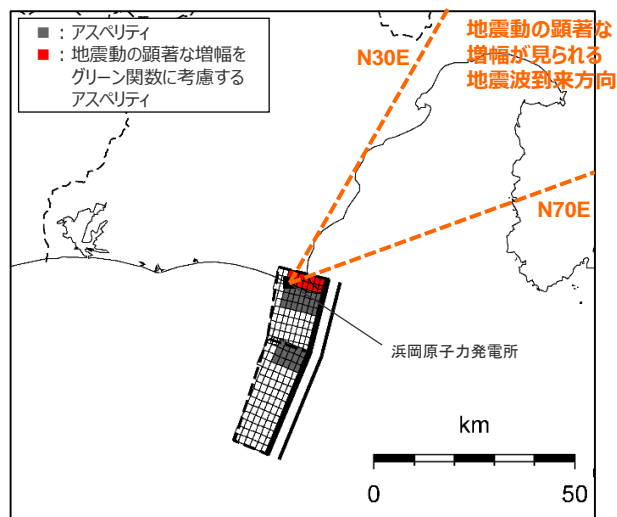 ■ : アスペリティ
■ : 地震動の顕著な増幅を
グリーン関数に考慮する
アスペリティ
地震動の顕著な
増幅が見られる
地震波到来方向
N30E
N70E
浜岡原子力発電所
km
0 50